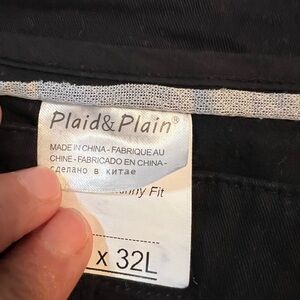 Plaid&Plain®
MADE IN CHINA - FABRIQUE AU
CHINE - FABRICADO EN CHINA -
сделано в китае
Fit
x 32L